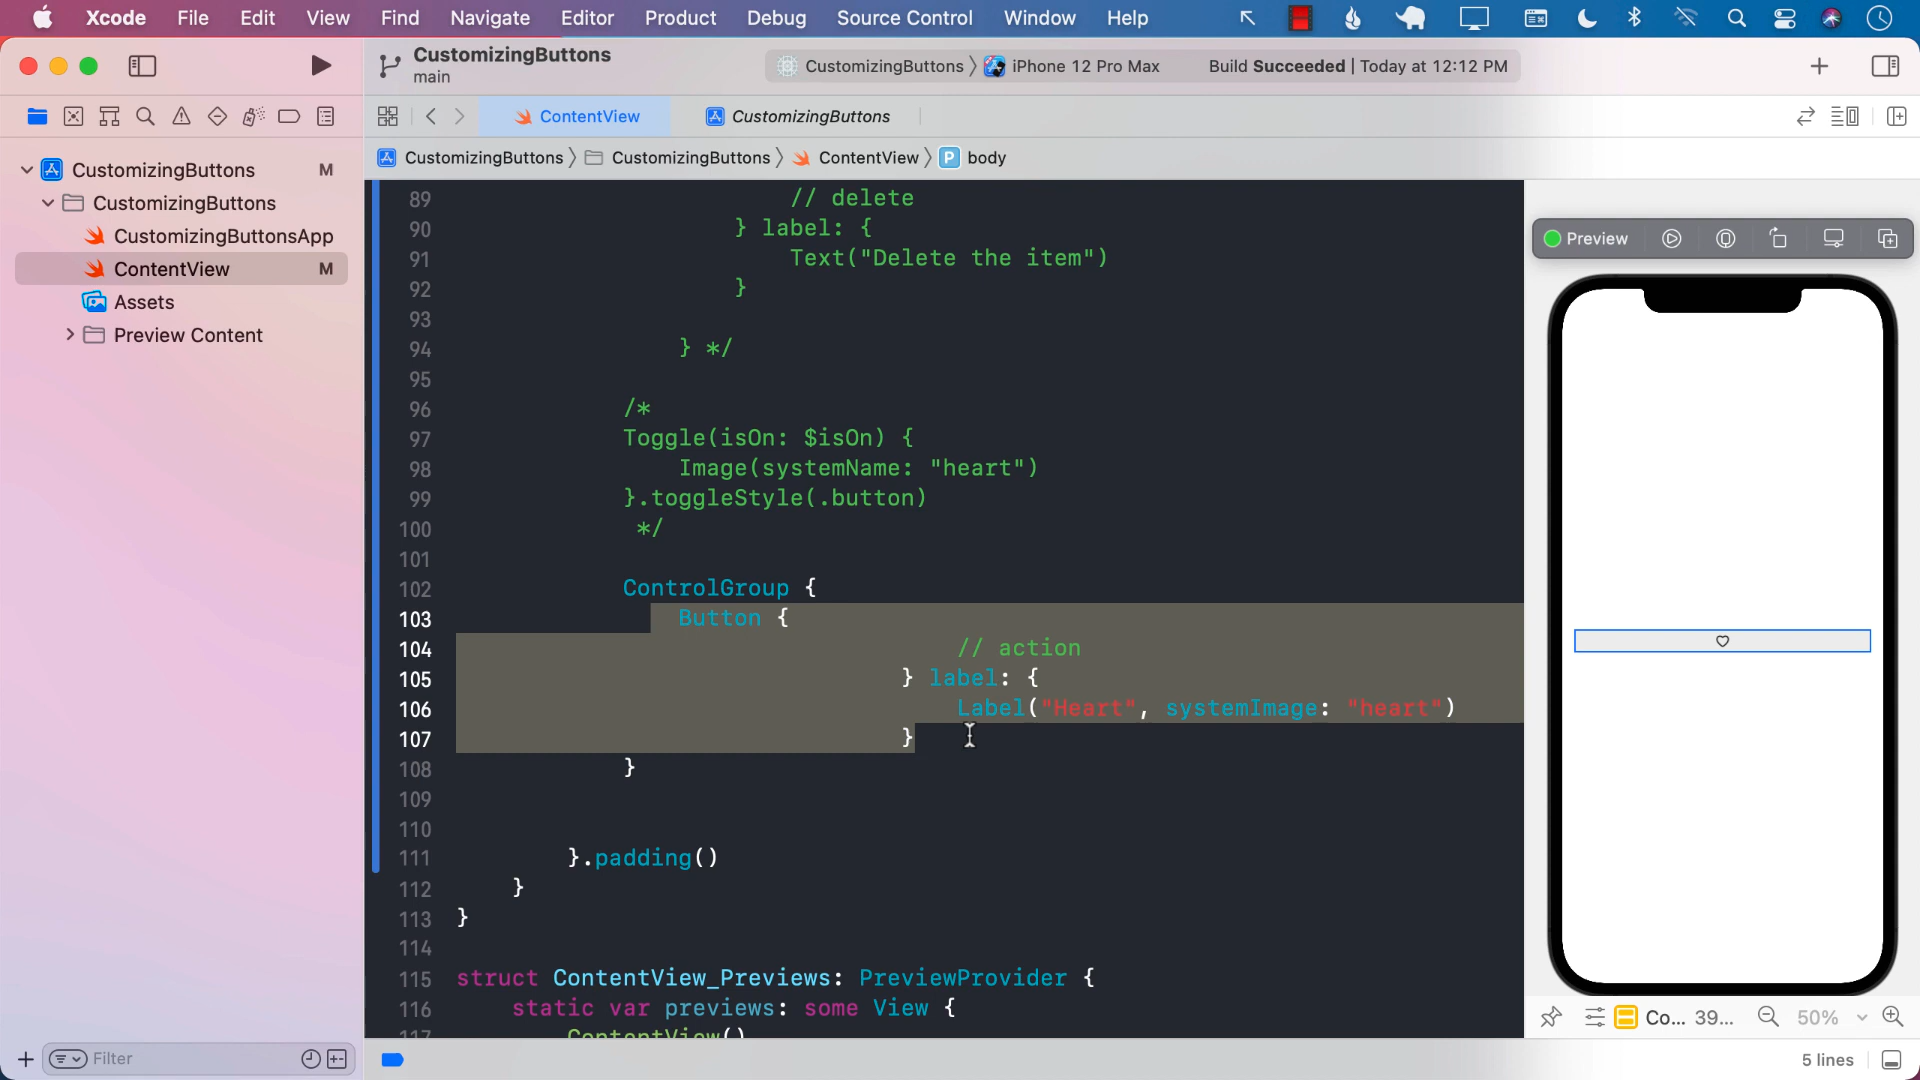 Xcode File Edit View Find Navigate Editor Product Debug Source Control Window Help
CustomizingButtons
main
CustomizingButtons iPhone 12 Pro Max Build Succeeded | Today at 12:12 PM
ContentView CustomizingButtons
CustomizingButtons CustomizingButtons ContentView P body
CustomizingButtons M
CustomizingButtons
CustomizingButtonsApp
ContentView M
Assets
Preview Content
89 // delete
90 } label: {
91 Text("Delete the item")
92 }
93
94 } */
95
96 /*
97 Toggle(isOn: $isOn) {
98 Image(systemName: "heart")
99 }.toggleStyle(.button)
100 */
101
102 ControlGroup {
103 Button {
104 // action
105 } label: {
106 Label("Heart", systemImage: "heart")
107 }
108 }
109
110
111 }.padding()
112 }
113 }
114
115 struct ContentView_Previews: PreviewProvider {
116 static var previews: some View {
117 ContentView()
Preview
Co... 39... 50%
Filter
5 lines